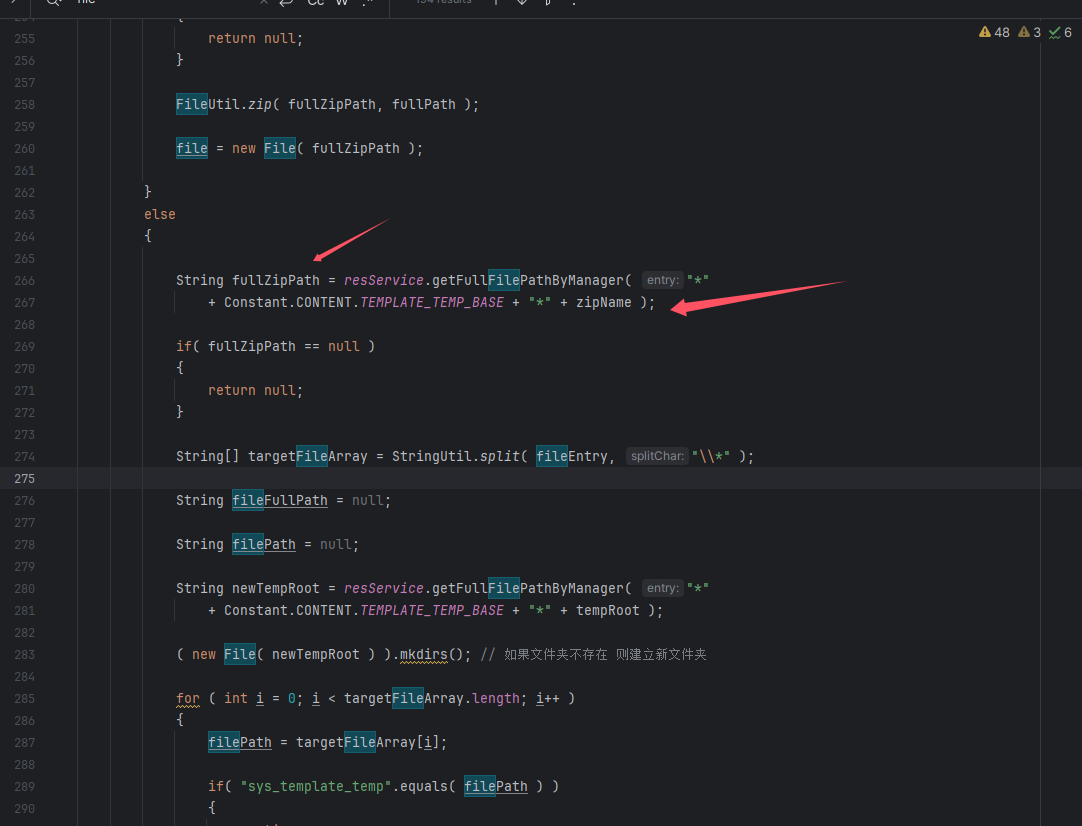 Cc W .*
194 results
48 3 6
255 return null;
256 }
257
258 FileUtil.zip( fullZipPath, fullPath );
259
260 file = new File( fullZipPath );
261
262 }
263 else
264 {
265
266 String fullZipPath = resService.getFullFilePathByManager( entry: "*"
267 + Constant.CONTENT.TEMPLATE_TEMP_BASE + "*" + zipName );
268
269 if( fullZipPath == null )
270 {
271 return null;
272 }
273
274 String[] targetFileArray = StringUtil.split( fileEntry, splitChar: "\\*" );
275
276 String fileFullPath = null;
277
278 String filePath = null;
279
280 String newTempRoot = resService.getFullFilePathByManager( entry: "*"
281 + Constant.CONTENT.TEMPLATE_TEMP_BASE + "*" + tempRoot );
282
283 ( new File( newTempRoot ) ).mkdirs(); // 如果文件夹不存在 则建立新文件夹
284
285 for ( int i = 0; i < targetFileArray.length; i++ )
286 {
287 filePath = targetFileArray[i];
288
289 if( "sys_template_temp".equals( filePath ) )
290 {